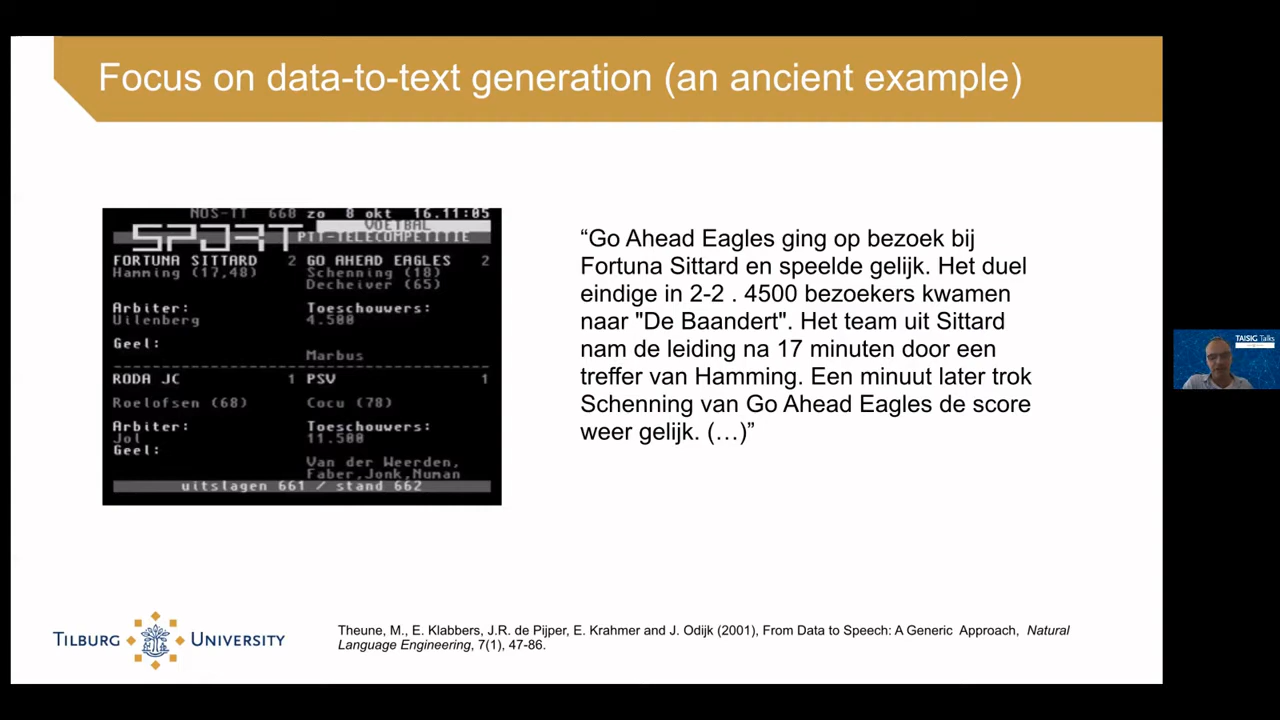 Focus on data-to-text generation (an ancient example)
NOS-TT 668 zo 8 okt 16.11:05
SPORT
VOETBAL
PTT-TELECOMPETITIE
FORTUNA SITTARD 2 GO AHEAD EAGLES 2
Hamming (17,48) Schenning (18)
Decheiver (65)
Arbiter: Toeschouwers:
Uilenberg 4.500
Geel:
Marbus
RODA JC 1 PSV 1
Roelofsen (68) Cocu (78)
Arbiter: Toeschouwers:
Jol 11.500
Geel:
Van der Weerden,
Faber,Jonk,Numan
uitslagen 661 / stand 662
“Go Ahead Eagles ging op bezoek bij
Fortuna Sittard en speelde gelijk. Het duel
eindige in 2-2 . 4500 bezoekers kwamen
naar "De Baandert". Het team uit Sittard
nam de leiding na 17 minuten door een
treffer van Hamming. Een minuut later trok
Schenning van Go Ahead Eagles de score
weer gelijk. (…)”
TAISIG Talks
TILBURG UNIVERSITY
Theune, M., E. Klabbers, J.R. de Pijper, E. Krahmer and J. Odijk (2001), From Data to Speech: A Generic Approach, Natural
Language Engineering, 7(1), 47-86.